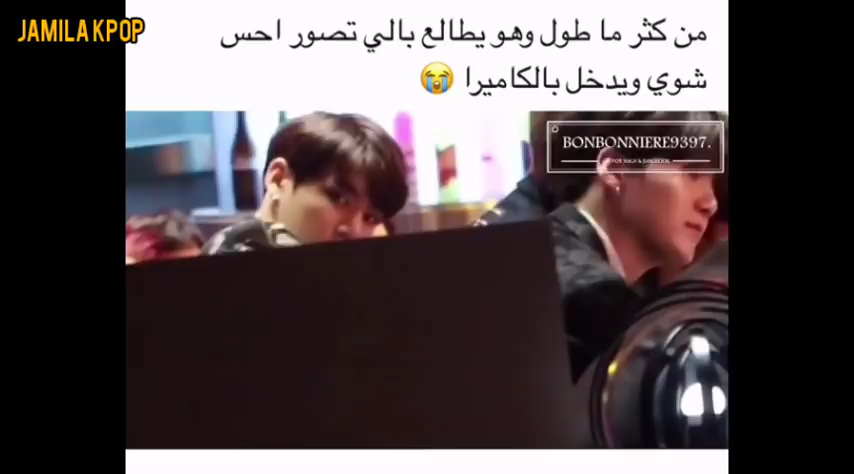 JAMILA KPOP
من كثر ما طول وهو يطالع بالي تصور احس
شوي ويدخل بالكاميرا 😭
BONBONNIERE9397.